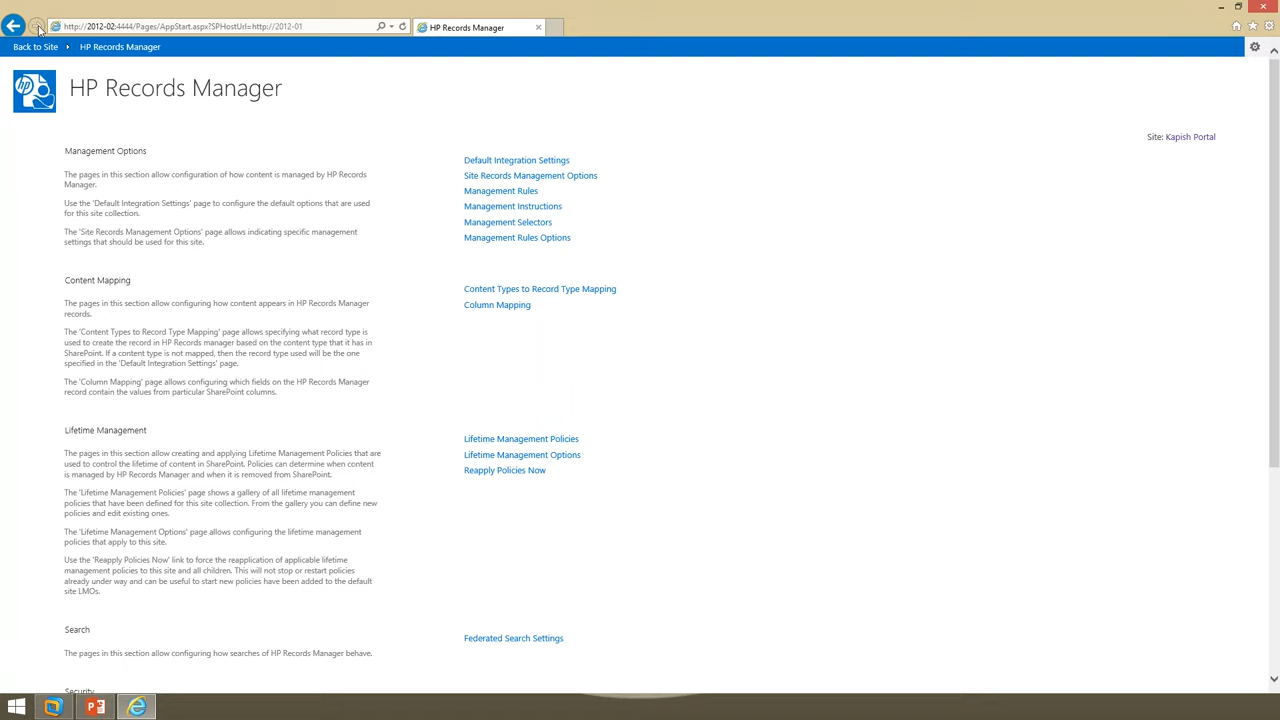 http://2012-02:4444/Pages/AppStart.aspx?SPHostUrl=http://2012-01
HP Records Manager
Back to Site
HP Records Manager
hp
HP Records Manager
Site: Kapish Portal
Management Options
The pages in this section allow configuration of how content is managed by HP Records
Manager.
Use the 'Default Integration Settings' page to configure the default options that are used
for this site collection.
The 'Site Records Management Options' page allows indicating specific management
settings that should be used for this site.
Default Integration Settings
Site Records Management Options
Management Rules
Management Instructions
Management Selectors
Management Rules Options
Content Mapping
The pages in this section allow configuring how content appears in HP Records Manager
records.
The 'Content Types to Record Type Mapping' page allows specifying what record type is
used to create the record in HP Records manager based on the content type that it has in
SharePoint. If a content type is not mapped, then the record type used will be the one
specified in the 'Default Integration Settings' page.
The 'Column Mapping' page allows configuring which fields on the HP Records Manager
record contain the values from particular SharePoint columns.
Content Types to Record Type Mapping
Column Mapping
Lifetime Management
The pages in this section allow creating and applying Lifetime Management Policies that are
used to control the lifetime of content in SharePoint. Policies can determine when content
is managed by HP Records Manager and when it is removed from SharePoint.
The 'Lifetime Management Policies' page shows a gallery of all lifetime management
policies that have been defined for this site collection. From the gallery you can define new
policies and edit existing ones.
The 'Lifetime Management Options' page allows configuring the lifetime management
policies that apply to this site.
Use the 'Reapply Policies Now' link to force the reapplication of applicable lifetime
management policies to this site and all children. This will not stop or restart policies
already under way and can be useful to start new policies have been added to the default
site LMOs.
Lifetime Management Policies
Lifetime Management Options
Reapply Policies Now
Search
The pages in this section allow configuring how searches of HP Records Manager behave.
Federated Search Settings
Security